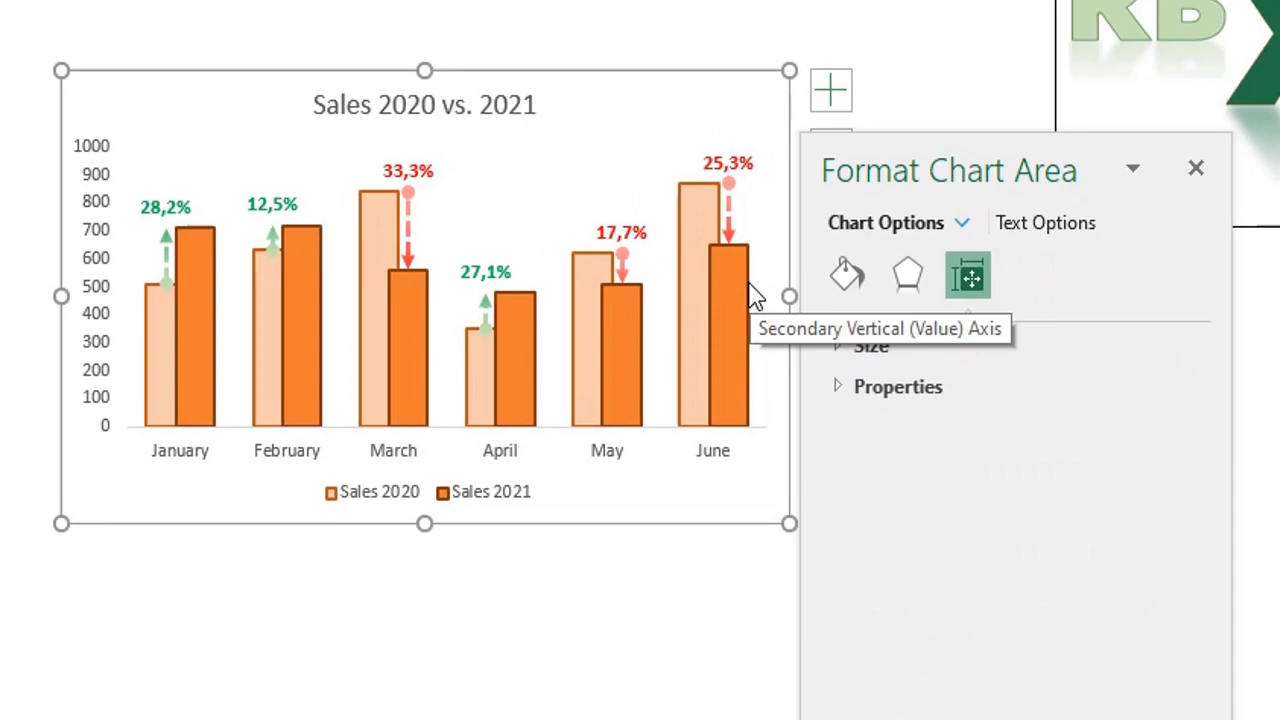 RB
Sales 2020 vs. 2021
1000
900
800
700
600
500
400
300
200
100
0
28,2%
12,5%
33,3%
27,1%
17,7%
25,3%
January February March April May June
Sales 2020 Sales 2021
Format Chart Area
Chart Options Text Options
Secondary Vertical (Value) Axis
Size
Properties